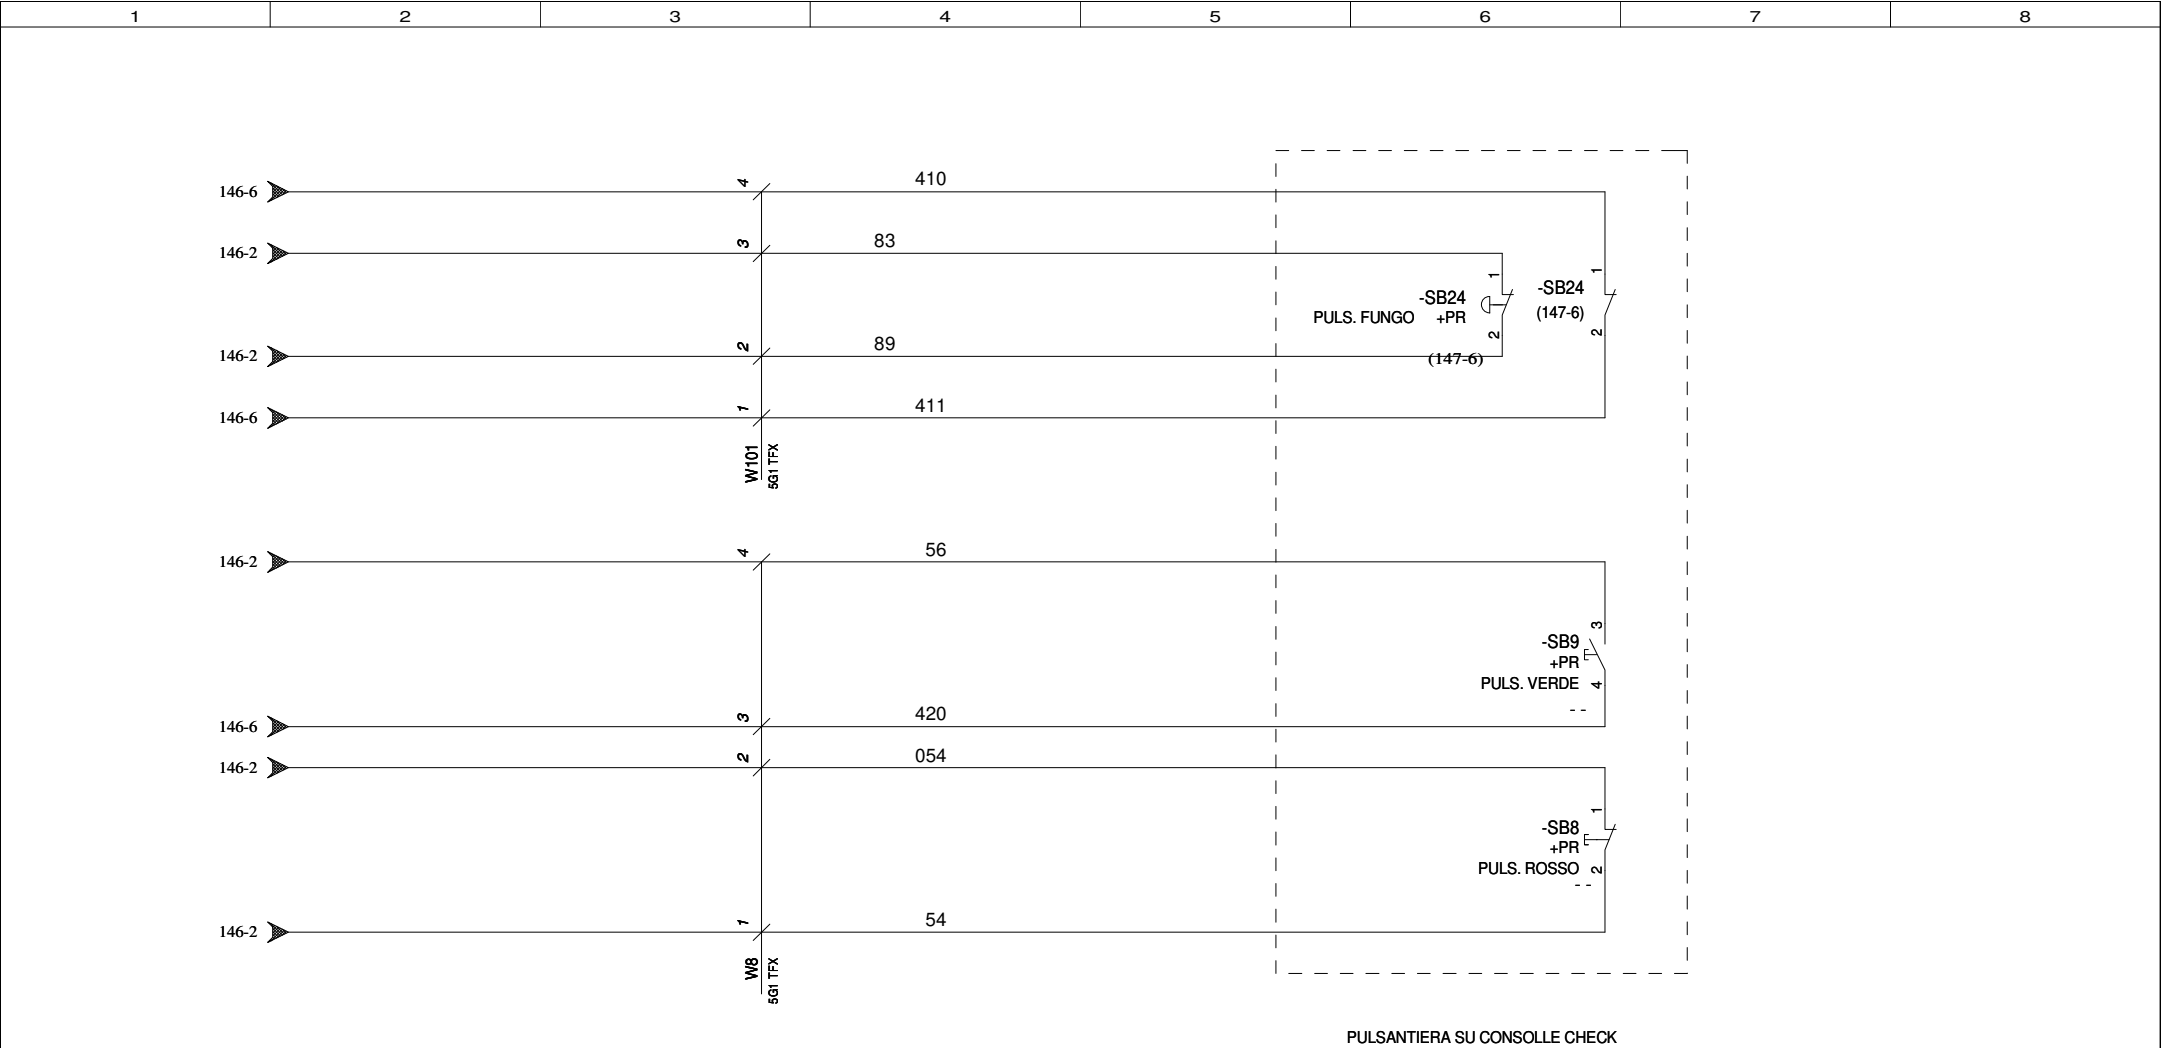 1 2 3 4 5 6 7 8
146-6 4 410
146-2 3 83
1 1
-SB24 -SB24
PULS. FUNGO +PR (147-6)
2 2
146-2 2 89
(147-6)
146-6 1 411
W101
5G1 TFX
146-2 4 56
3
-SB9
+PR
PULS. VERDE 4
--
146-6 3 420
146-2 2 054
1
-SB8
+PR
PULS. ROSSO 2
--
146-2 1 54
W8
5G1 TFX
PULSANTIERA SU CONSOLLE CHECK